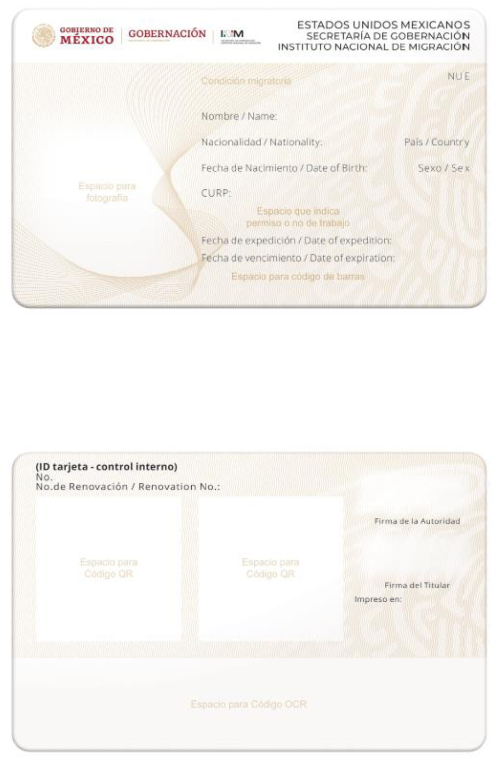 GOBIERNO DE MÉXICO
GOBERNACIÓN
ESTADOS UNIDOS MEXICANOS
SECRETARÍA DE GOBERNACIÓN
INSTITUTO NACIONAL DE MIGRACIÓN
Condición migratoria
NUE
Nombre / Name:
Nacionalidad / Nationality: País / Country
Fecha de Nacimiento / Date of Birth: Sexo / Sex
Espacio para
fotografía
CURP:
Espacio que indica
permiso o no de trabajo
Fecha de expedición / Date of expedition:
Fecha de vencimiento / Date of expiration:
Espacio para código de barras
(ID tarjeta - control interno)
No.
No.de Renovación / Renovation No.:
Firma de la Autoridad
Espacio para
Código QR
Espacio para
Código QR
Firma del Titular
Impreso en:
Espacio para Código OCR